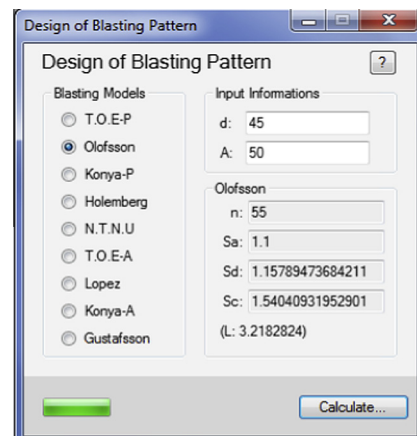 Design of Blasting Pattern
Design of Blasting Pattern
?
Blasting Models
T.O.E-P
Olofsson
Konya-P
Holemberg
N.T.N.U
T.O.E-A
Lopez
Konya-A
Gustafsson
Input Informations
d: 45
A: 50
Olofsson
n: 55
Sa: 1.1
Sd: 1.15789473684211
Sc: 1.54040931952901
(L: 3.2182824)
Calculate...